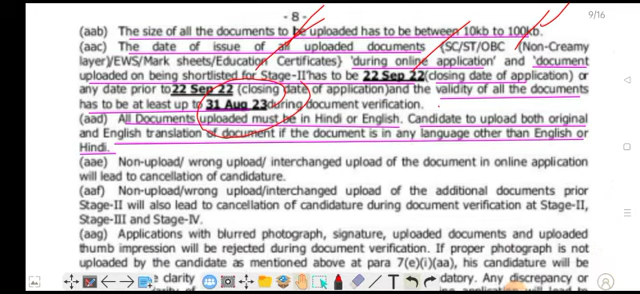 - 8 -
9/16
(aab) The size of all the documents to be uploaded has to be between 10kb to 100kb.
(aac) The date of issue of all uploaded documents (SC/ST/OBC (Non-Creamy
layer)/EWS/Mark sheets/Education Certificates) 'during online application' and 'document
uploaded on being shortlisted for Stage-II' has to be 22 Sep 22(closing date of application) or
any date prior to 22 Sep 22 (closing date of application)and the validity of all the documents
has to be at least up to 31 Aug 23 during document verification.
(aad) All Documents uploaded must be in Hindi or English. Candidate to upload both original
and English translation of document if the document is in any language other than English or
Hindi.
(aae) Non-upload/ wrong upload/ interchanged upload of the document in online application
will lead to cancellation of candidature.
(aaf) Non-upload/wrong upload/interchanged upload of the additional documents prior
Stage-II will also lead to cancellation of candidature during document verification at Stage-II,
Stage-III and Stage-IV.
(aag) Applications with blurred photograph, signature, uploaded documents and uploaded
thumb impression will be rejected during document verification. If proper photograph is not
uploaded by the candidate as mentioned above at para 7(e)(i)(aa), his candidature will be
e clarity datory. Any discrepancy or